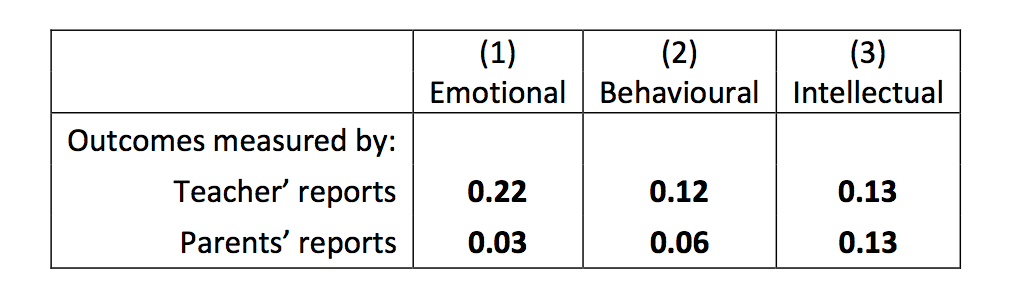 (1) (2) (3)
Emotional Behavioural Intellectual
Outcomes measured by:
Teacher’ reports 0.22 0.12 0.13
Parents’ reports 0.03 0.06 0.13